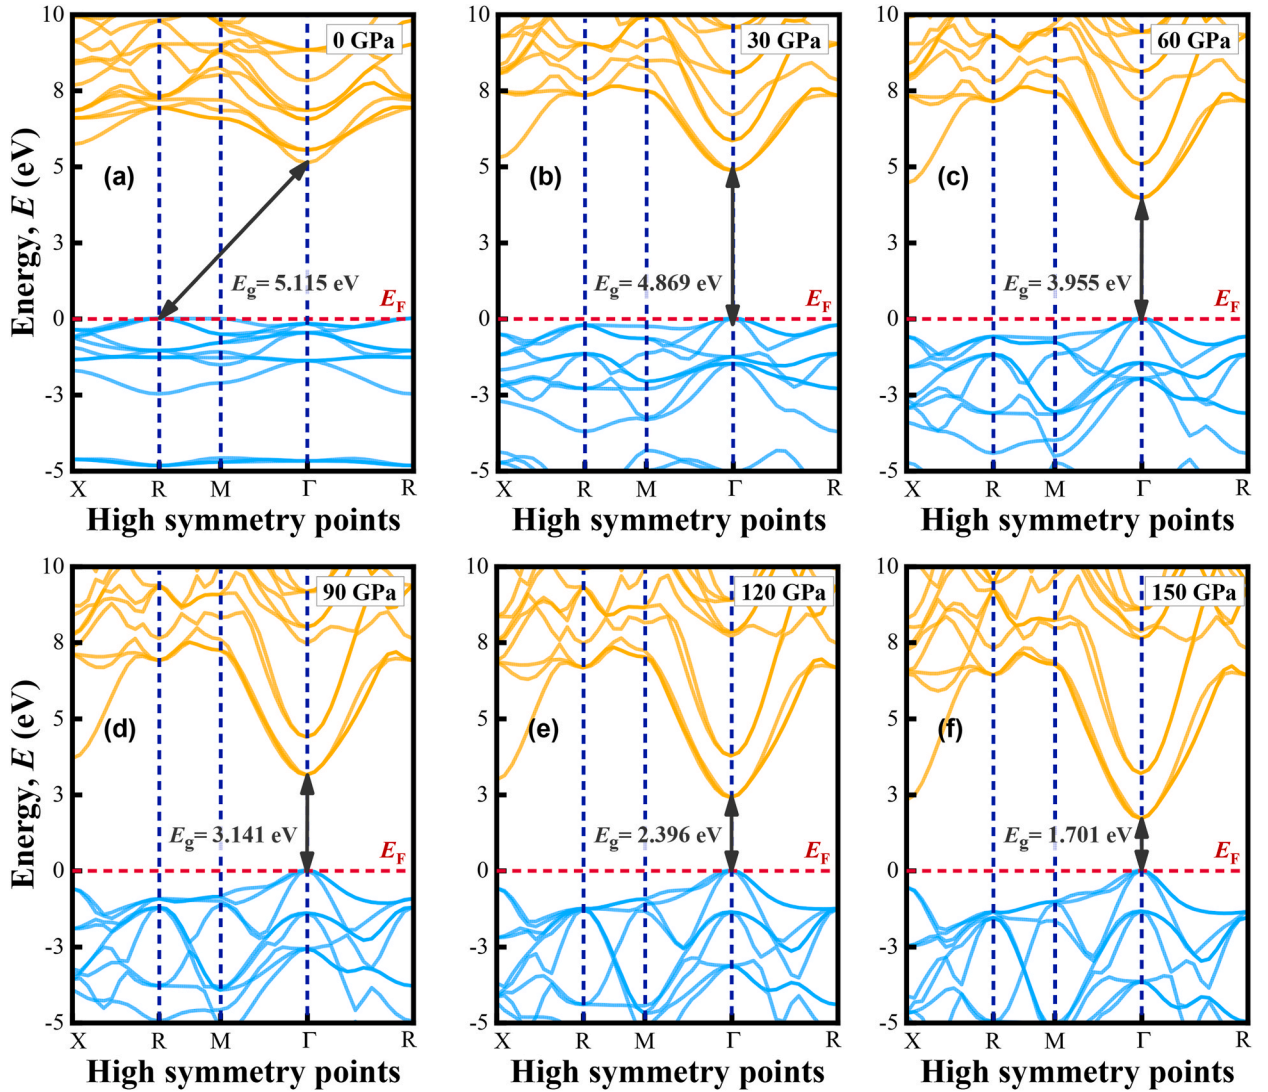 10
8
5
3
0
-3
-5
Energy, E (eV)
0 GPa
(a)
Eg= 5.115 eV
EF
X R M Γ R
High symmetry points
10
8
5
3
0
-3
-5
30 GPa
(b)
Eg= 4.869 eV
EF
X R M Γ R
High symmetry points
10
8
5
3
0
-3
-5
60 GPa
(c)
Eg= 3.955 eV
EF
X R M Γ R
High symmetry points
10
8
5
3
0
-3
-5
Energy, E (eV)
90 GPa
(d)
Eg= 3.141 eV
EF
X R M Γ R
High symmetry points
10
8
5
3
0
-3
-5
120 GPa
(e)
Eg= 2.396 eV
EF
X R M Γ R
High symmetry points
10
8
5
3
0
-3
-5
150 GPa
(f)
Eg= 1.701 eV
EF
X R M Γ R
High symmetry points